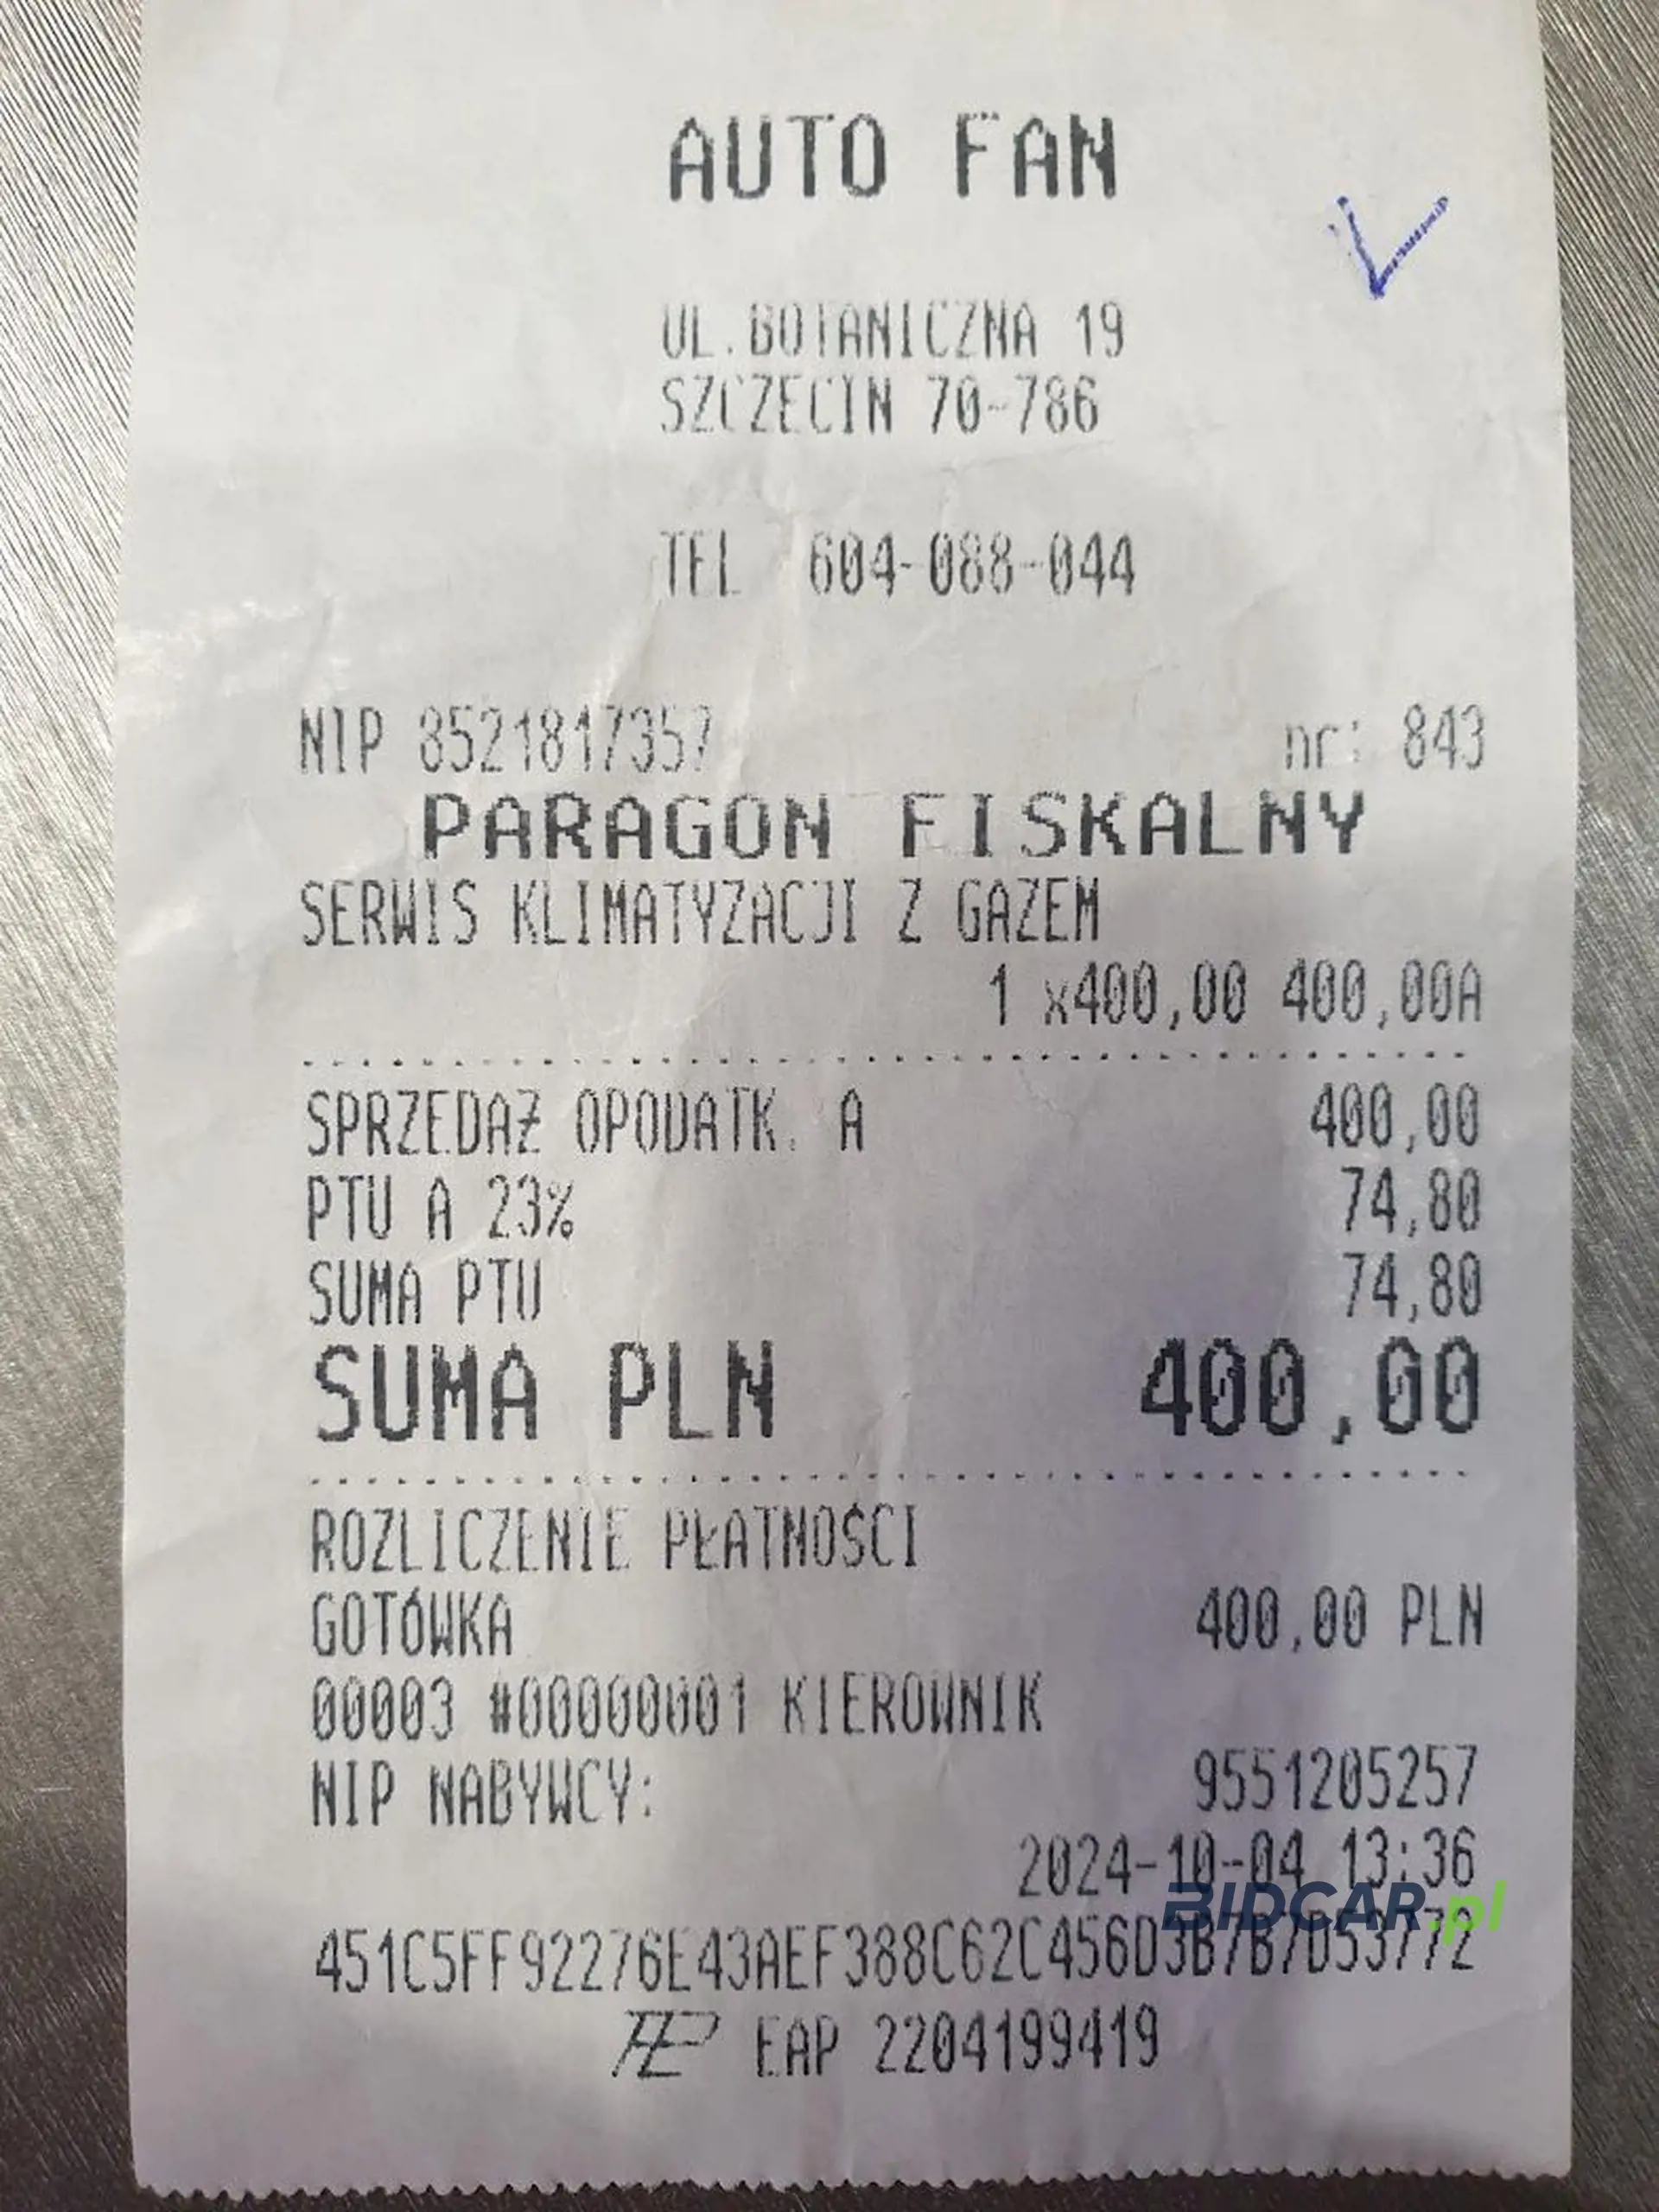 AUTO FAN
UL.BOTANICZNA 19
SZCZECIN 70-786
TEL 604-088-044
NIP 8521817357 nr: 843
PARAGON FISKALNY
SERWIS KLIMATYZACJI Z GAZEM
1 x400,00 400,00A
SPRZEDAŻ OPODATK. A 400,00
PTU A 23% 74,80
SUMA PTU 74,80
SUMA PLN 400,00
ROZLICZENIE PŁATNOŚCI
GOTÓWKA 400,00 PLN
00003 #00000001 KIEROWNIK
NIP NABYWCY: 9551205257
2024-10-04 13:36
BIDCAR.pl
451C5FF92276E43AEF388C62C456D3B7B7D53772
EAP 2204199419